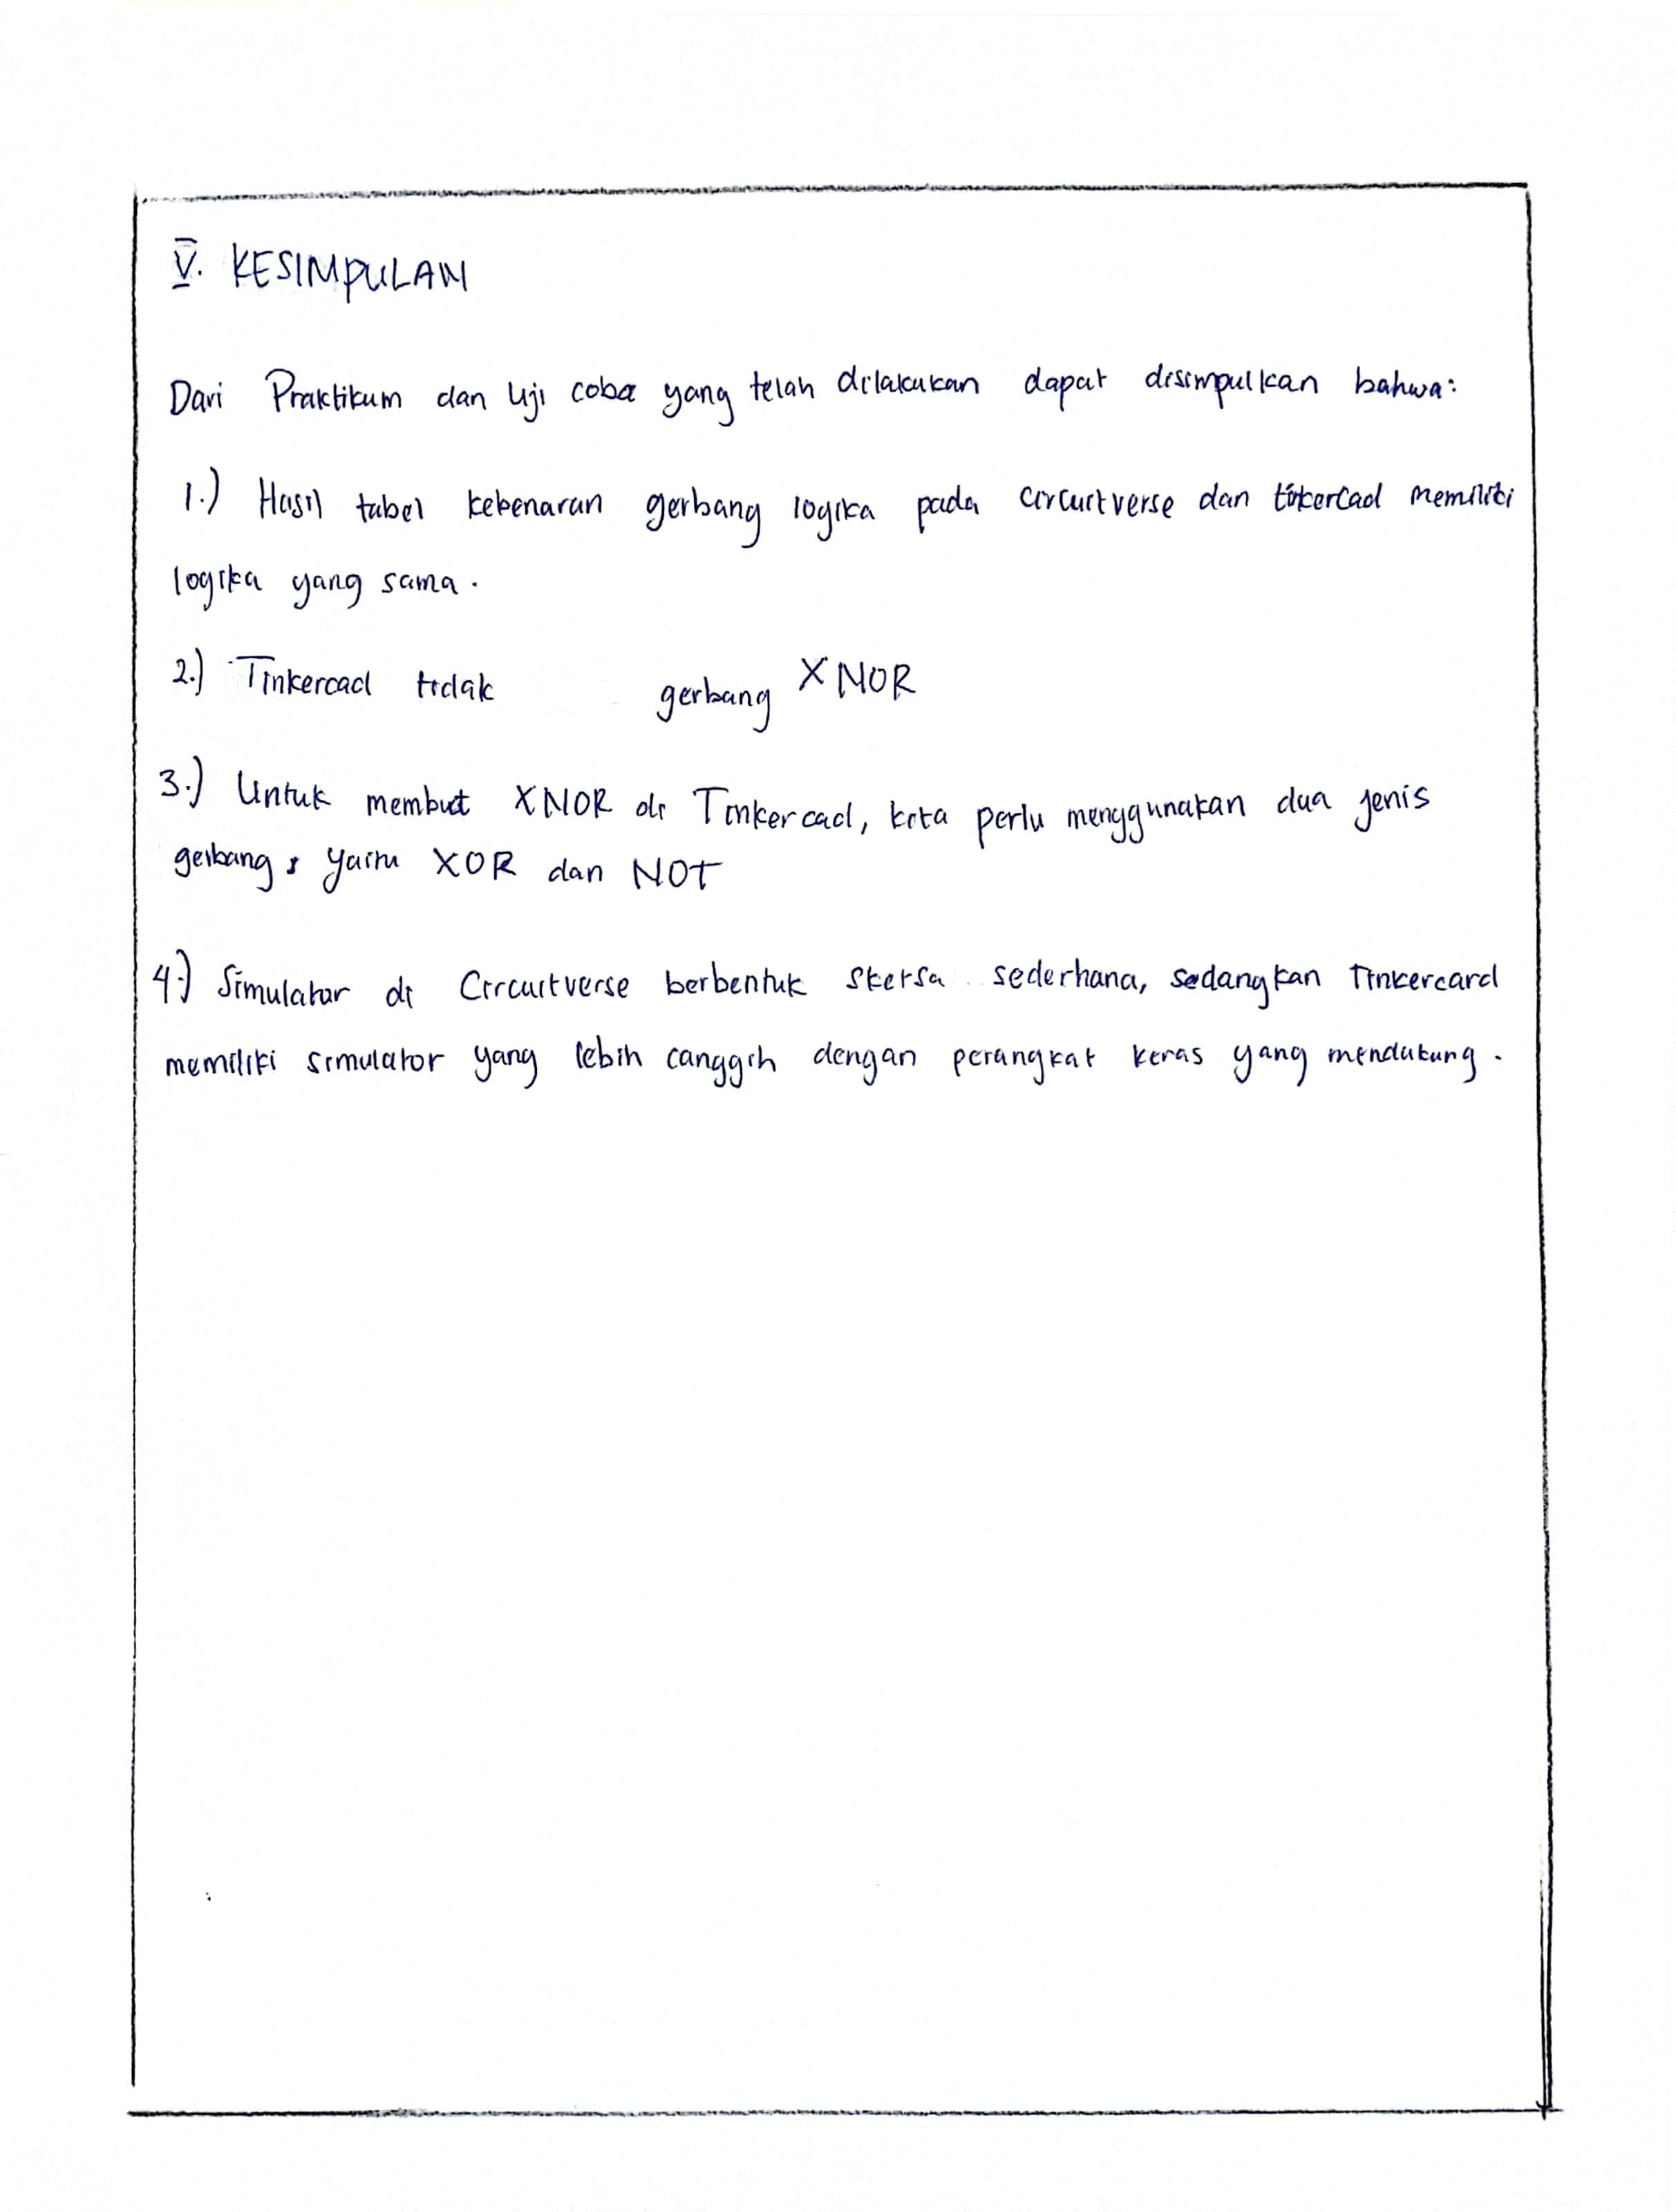 V. KESIMPULAN
Dari Praktikum dan Uji coba yang telah dilakukan dapat disimpulkan bahwa:
1.) Hasil tabel kebenaran gerbang logika pada circuitverse dan tinkercad memiliki
logika yang sama.
2.) Tinkercad tidak gerbang XNOR
3.) Untuk membut XNOR di Tinkercad, kita perlu menggunakan dua jenis
gerbang, yaitu XOR dan NOT
4.) Simulator di Circuitverse berbentuk sketsa sederhana, sedangkan Tinkercard
memiliki simulator yang lebih canggih dengan perangkat keras yang mendukung.